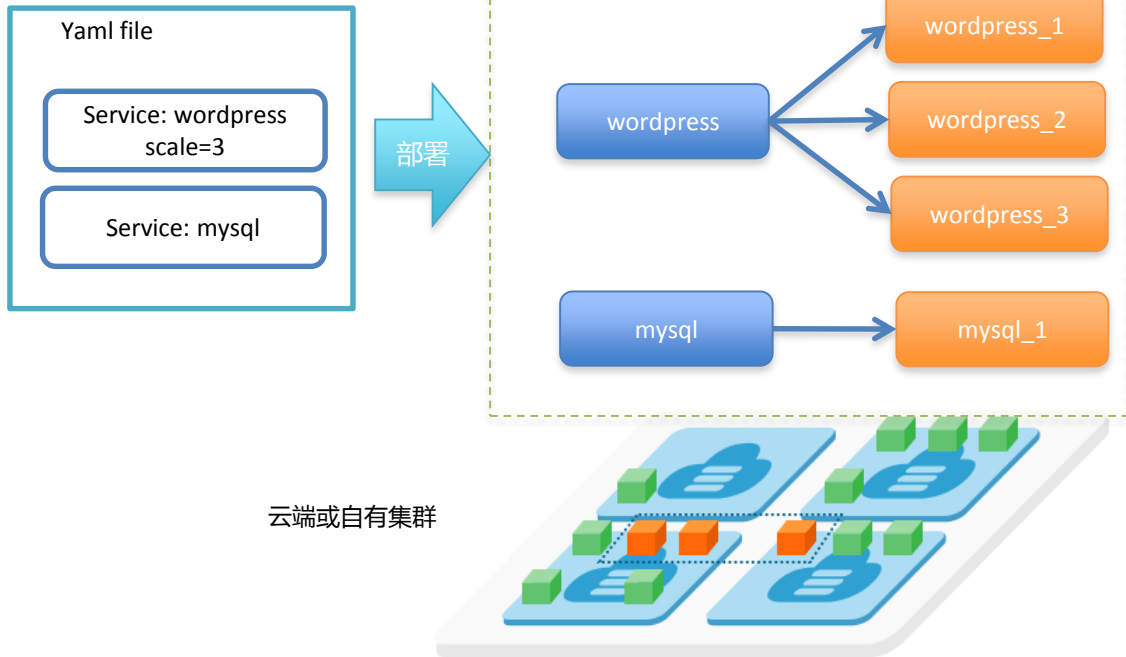 Yaml file
Service: wordpress
scale=3
Service: mysql
部署
wordpress
wordpress_1
wordpress_2
wordpress_3
mysql
mysql_1
云端或自有集群